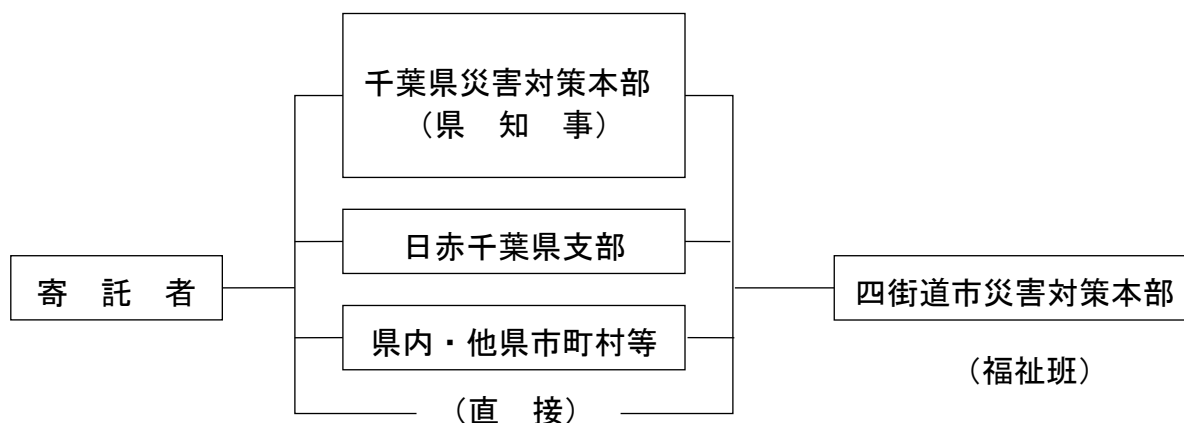 千葉県災害対策本部
（県　知　事）
日赤千葉県支部
寄　託　者
四街道市災害対策本部
県内・他県市町村等
（福祉班）
（直　接）